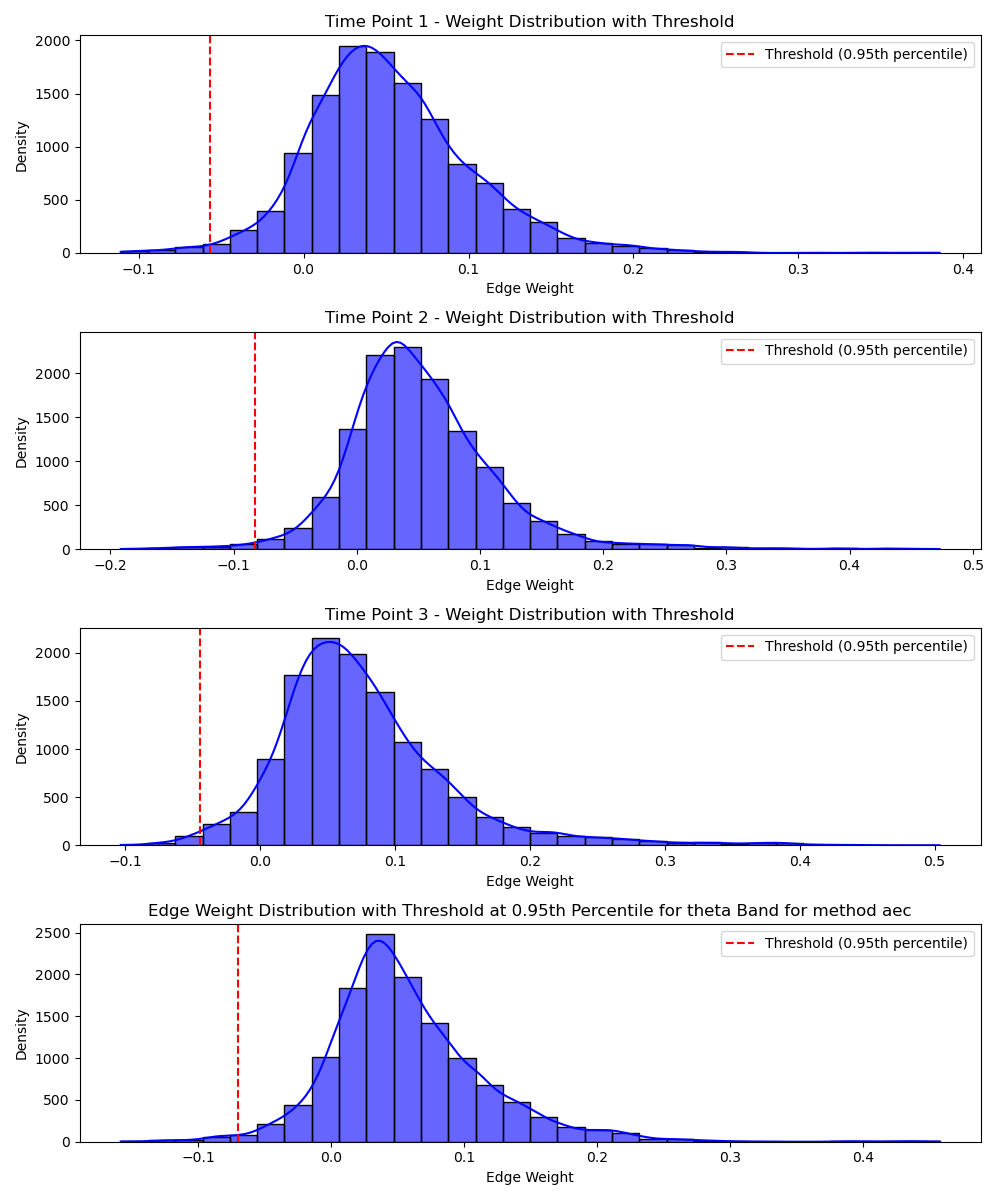 Time Point 1 - Weight Distribution with Threshold
Threshold (0.95th percentile)
Density
2000
1500
1000
500
0
−0.1 0.0 0.1 0.2 0.3 0.4
Edge Weight
Time Point 2 - Weight Distribution with Threshold
Threshold (0.95th percentile)
Density
2000
1500
1000
500
0
−0.2 −0.1 0.0 0.1 0.2 0.3 0.4 0.5
Edge Weight
Time Point 3 - Weight Distribution with Threshold
Threshold (0.95th percentile)
Density
2000
1500
1000
500
0
−0.1 0.0 0.1 0.2 0.3 0.4 0.5
Edge Weight
Edge Weight Distribution with Threshold at 0.95th Percentile for theta Band for method aec
Threshold (0.95th percentile)
Density
2500
2000
1500
1000
500
0
−0.1 0.0 0.1 0.2 0.3 0.4
Edge Weight